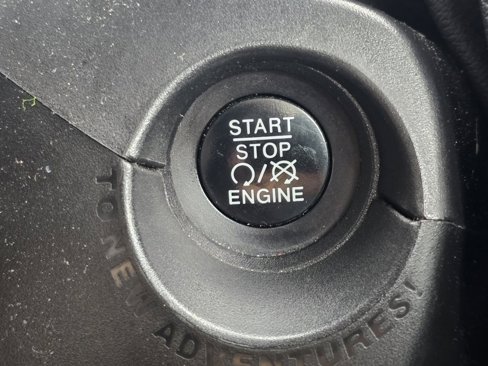 START
STOP
ENGINE
TO NEW ADVENTURES!